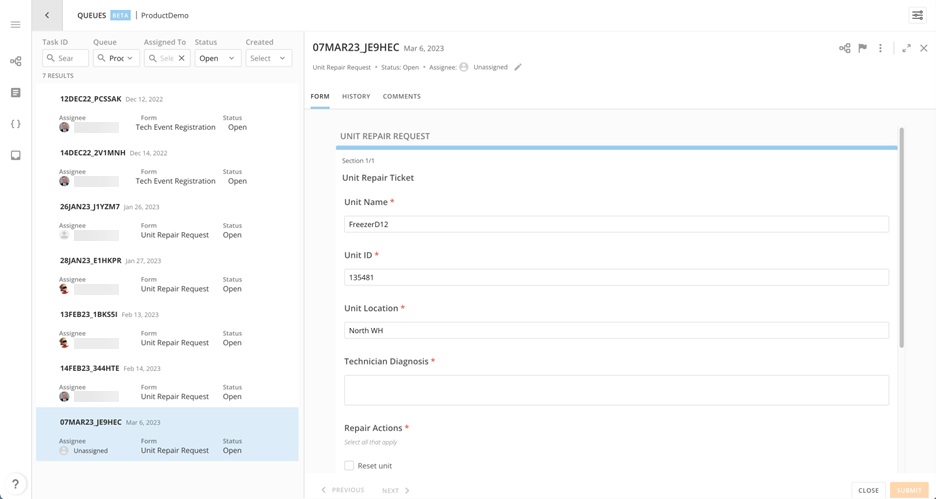 QUEUES BETA | ProductDemo
Task ID Queue Assigned To Status Created
Sear Proc Sele Open Select
7 RESULTS
12DEC22_PCSSAK Dec 12, 2022
Assignee Form Status
Tech Event Registration Open
14DEC22_2V1MNH Dec 14, 2022
Assignee Form Status
Tech Event Registration Open
26JAN23_J1YZM7 Jan 26, 2023
Assignee Form Status
Unit Repair Request Open
28JAN23_E1HKPR Jan 27, 2023
Assignee Form Status
Unit Repair Request Open
13FEB23_1BKS5I Feb 13, 2023
Assignee Form Status
Unit Repair Request Open
14FEB23_344HTE Feb 14, 2023
Assignee Form Status
Unit Repair Request Open
07MAR23_JE9HEC Mar 6, 2023
Assignee Form Status
Unassigned Unit Repair Request Open
07MAR23_JE9HEC Mar 6, 2023
Unit Repair Request • Status: Open • Assignee: Unassigned
FORM HISTORY COMMENTS
UNIT REPAIR REQUEST
Section 1/1
Unit Repair Ticket
Unit Name *
FreezerD12
Unit ID *
135481
Unit Location *
North WH
Technician Diagnosis *
Repair Actions *
Select all that apply
Reset unit
PREVIOUS NEXT CLOSE SUBMIT